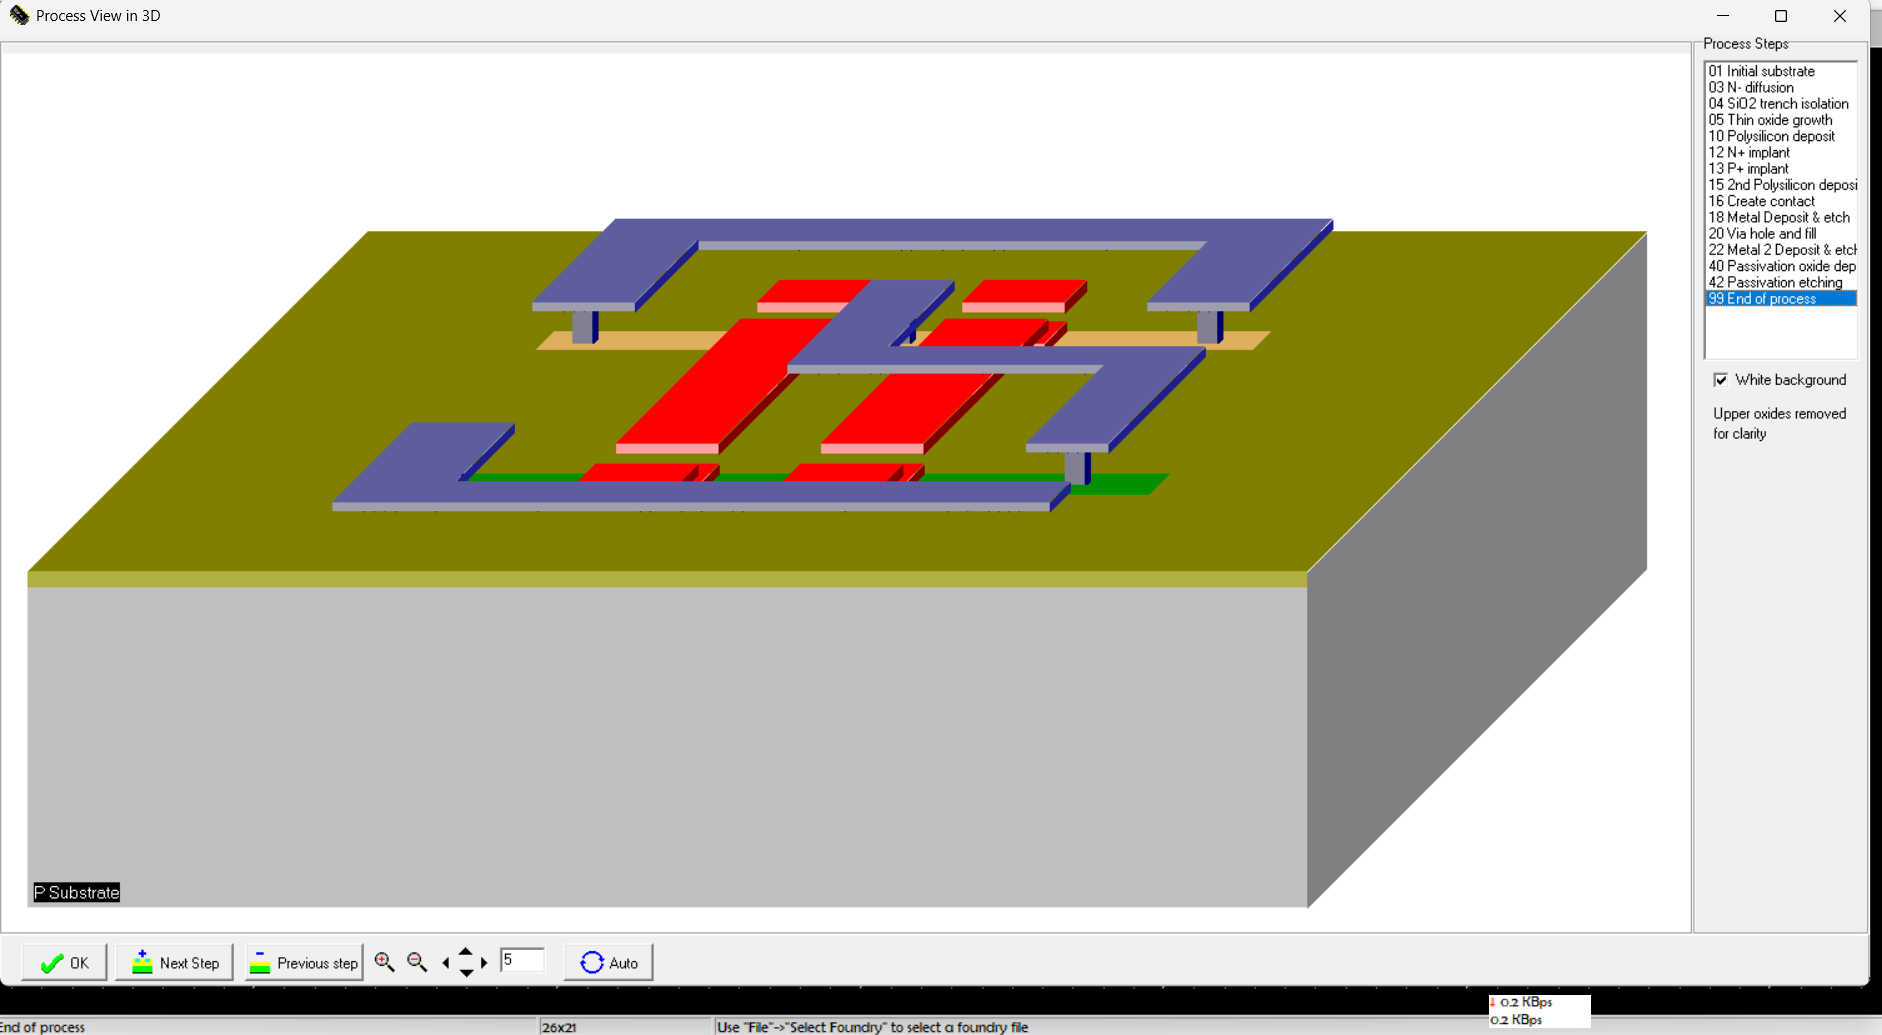 Process View in 3D
Process Steps
01 Initial substrate
03 N- diffusion
04 SiO2 trench isolation
05 Thin oxide growth
10 Polysilicon deposit
12 N+ implant
13 P+ implant
15 2nd Polysilicon deposi
16 Create contact
18 Metal Deposit & etch
20 Via hole and fill
22 Metal 2 Deposit & etch
40 Passivation oxide dep
42 Passivation etching
99 End of process
White background
Upper oxides removed
for clarity
P Substrate
OK
Next Step
Previous step
5
Auto
0.2 KBps
0.2 KBps
End of process
26x21
Use "File"->"Select Foundry" to select a foundry file